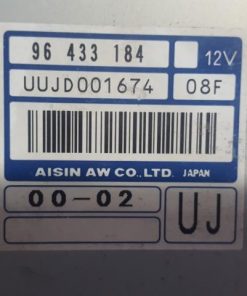 96 433 184 12V
UUJD001674 08F
AISIN AW CO., LTD. JAPAN
00-02 UJ